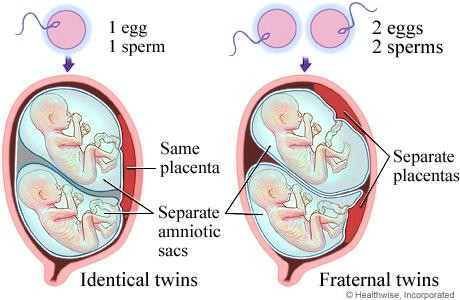 1 egg
1 sperm
2 eggs
2 sperms
Same
placenta
Separate
amniotic
sacs
Separate
placentas
Identical twins
Fraternal twins
© Healthwise, Incorporated